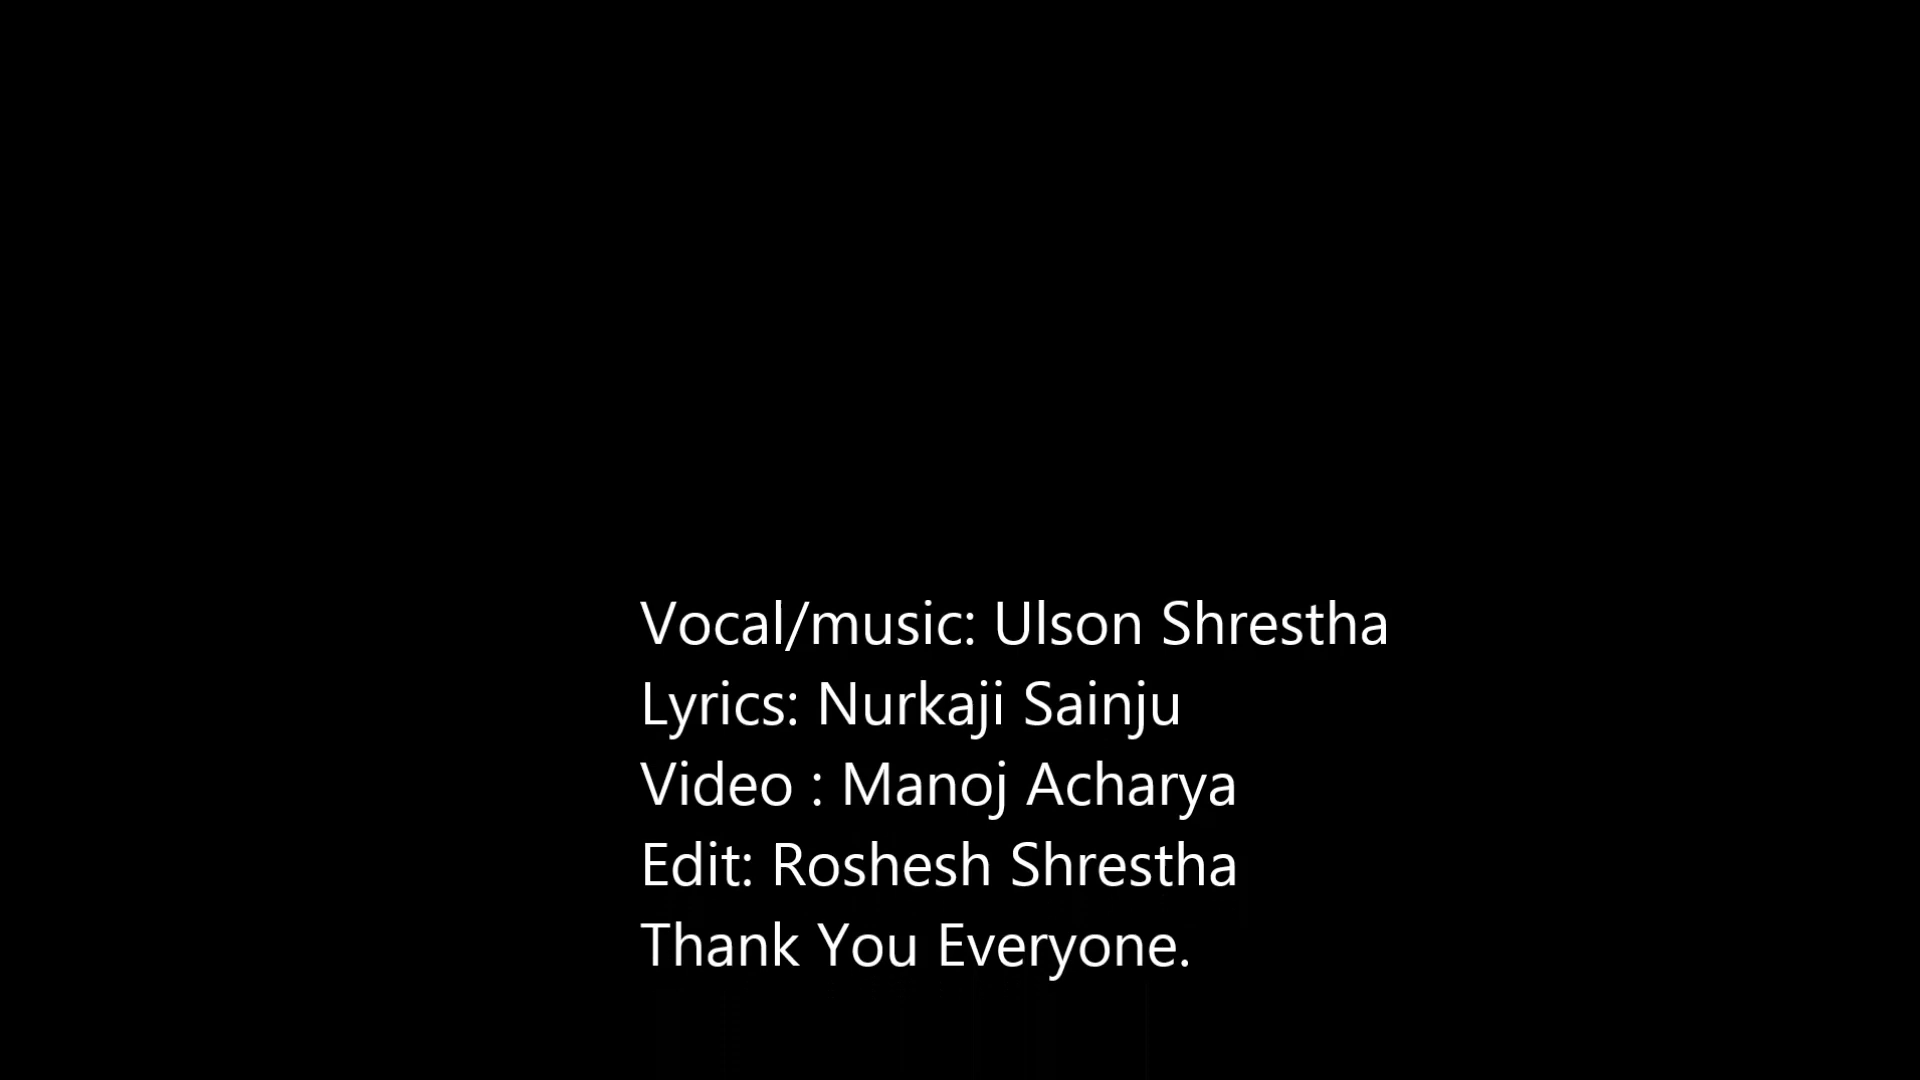 Vocal/music: Ulson Shrestha
Lyrics: Nurkaji Sainju
Video : Manoj Acharya
Edit: Roshesh Shrestha
Thank You Everyone.